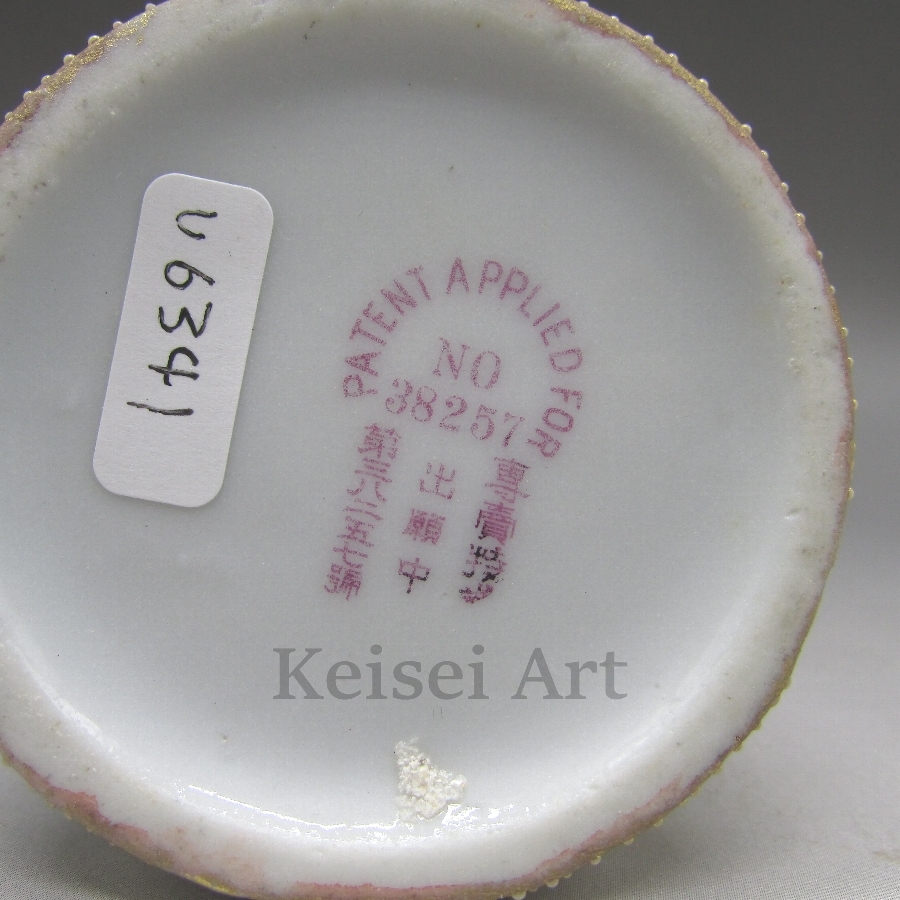 PATENT APPLIED FOR
NO
38257
專賣
出願中
第三八二五七號
U6341
Keisei Art